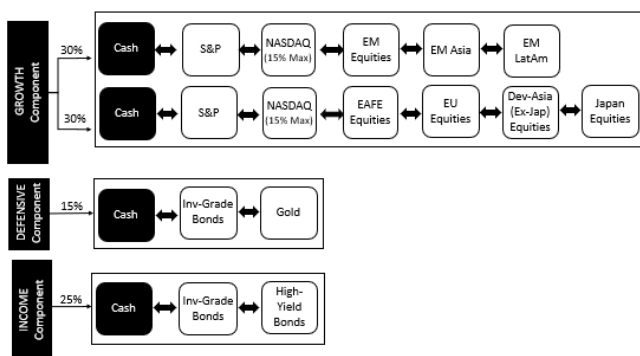 GROWTH
Component
30%
Cash
S&P
NASDAQ
(15% Max)
EM
Equities
EM Asia
EM
LatAm
30%
Cash
S&P
NASDAQ
(15% Max)
EAFE
Equities
EU
Equities
Dev-Asia
(Ex-Jap)
Equities
Japan
Equities
DEFENSIVE
Component
15%
Cash
Inv-Grade
Bonds
Gold
INCOME
Component
25%
Cash
Inv-Grade
Bonds
High-
Yield
Bonds